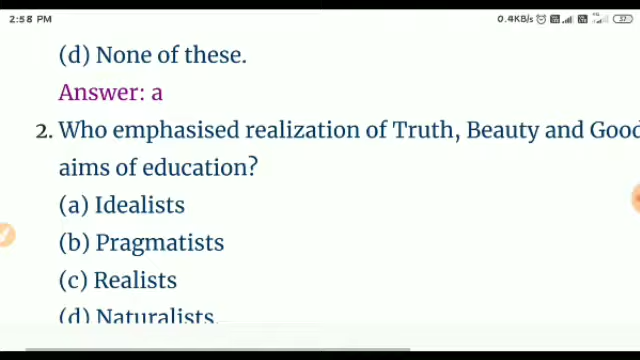 2:58 PM 0.4KB/s 37
(d) None of these.
Answer: a
2. Who emphasised realization of Truth, Beauty and Good
aims of education?
(a) Idealists
(b) Pragmatists
(c) Realists
(d) Naturalists.